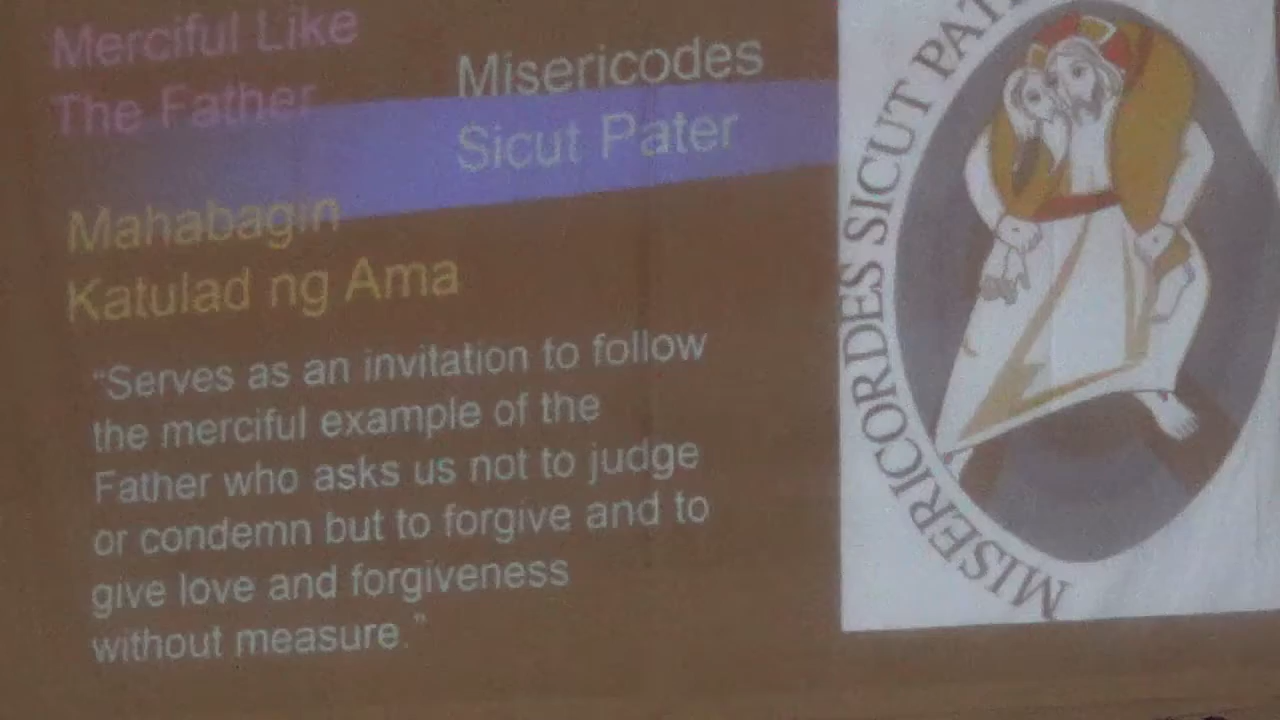 Merciful Like
The Father
Misericodes
Sicut Pater
Mahabagin
Katulad ng Ama
“Serves as an invitation to follow
the merciful example of the
Father who asks us not to judge
or condemn but to forgive and to
give love and forgiveness
without measure.”
MISERICORDES SICUT PAT